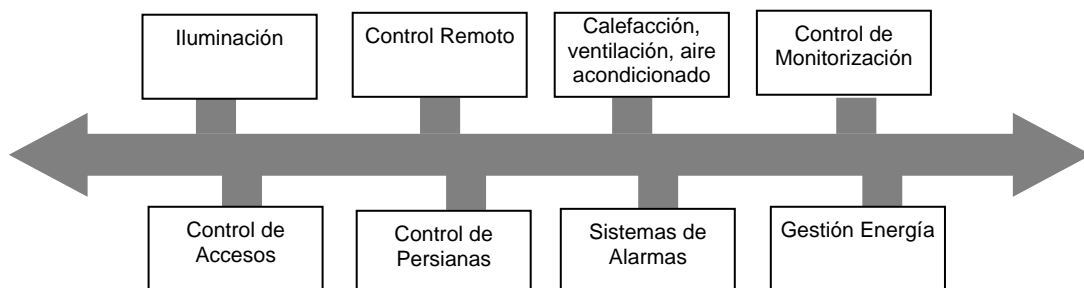 Iluminación
Control Remoto
Calefacción,
ventilación, aire
acondicionado
Control de
Monitorización
Control de
Accesos
Control de
Persianas
Sistemas de
Alarmas
Gestión Energía